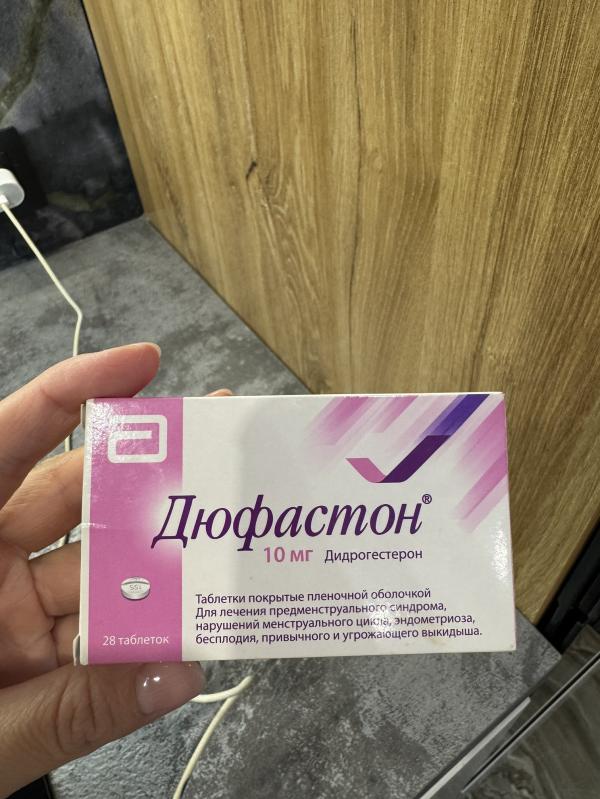 Дюфастон®
10 мг Дидрогестерон
Таблетки покрытые пленочной оболочкой
Для лечения предменструального синдрома,
нарушений менструального цикла, эндометриоза,
бесплодия, привычного и угрожающего выкидыша.
28 таблеток